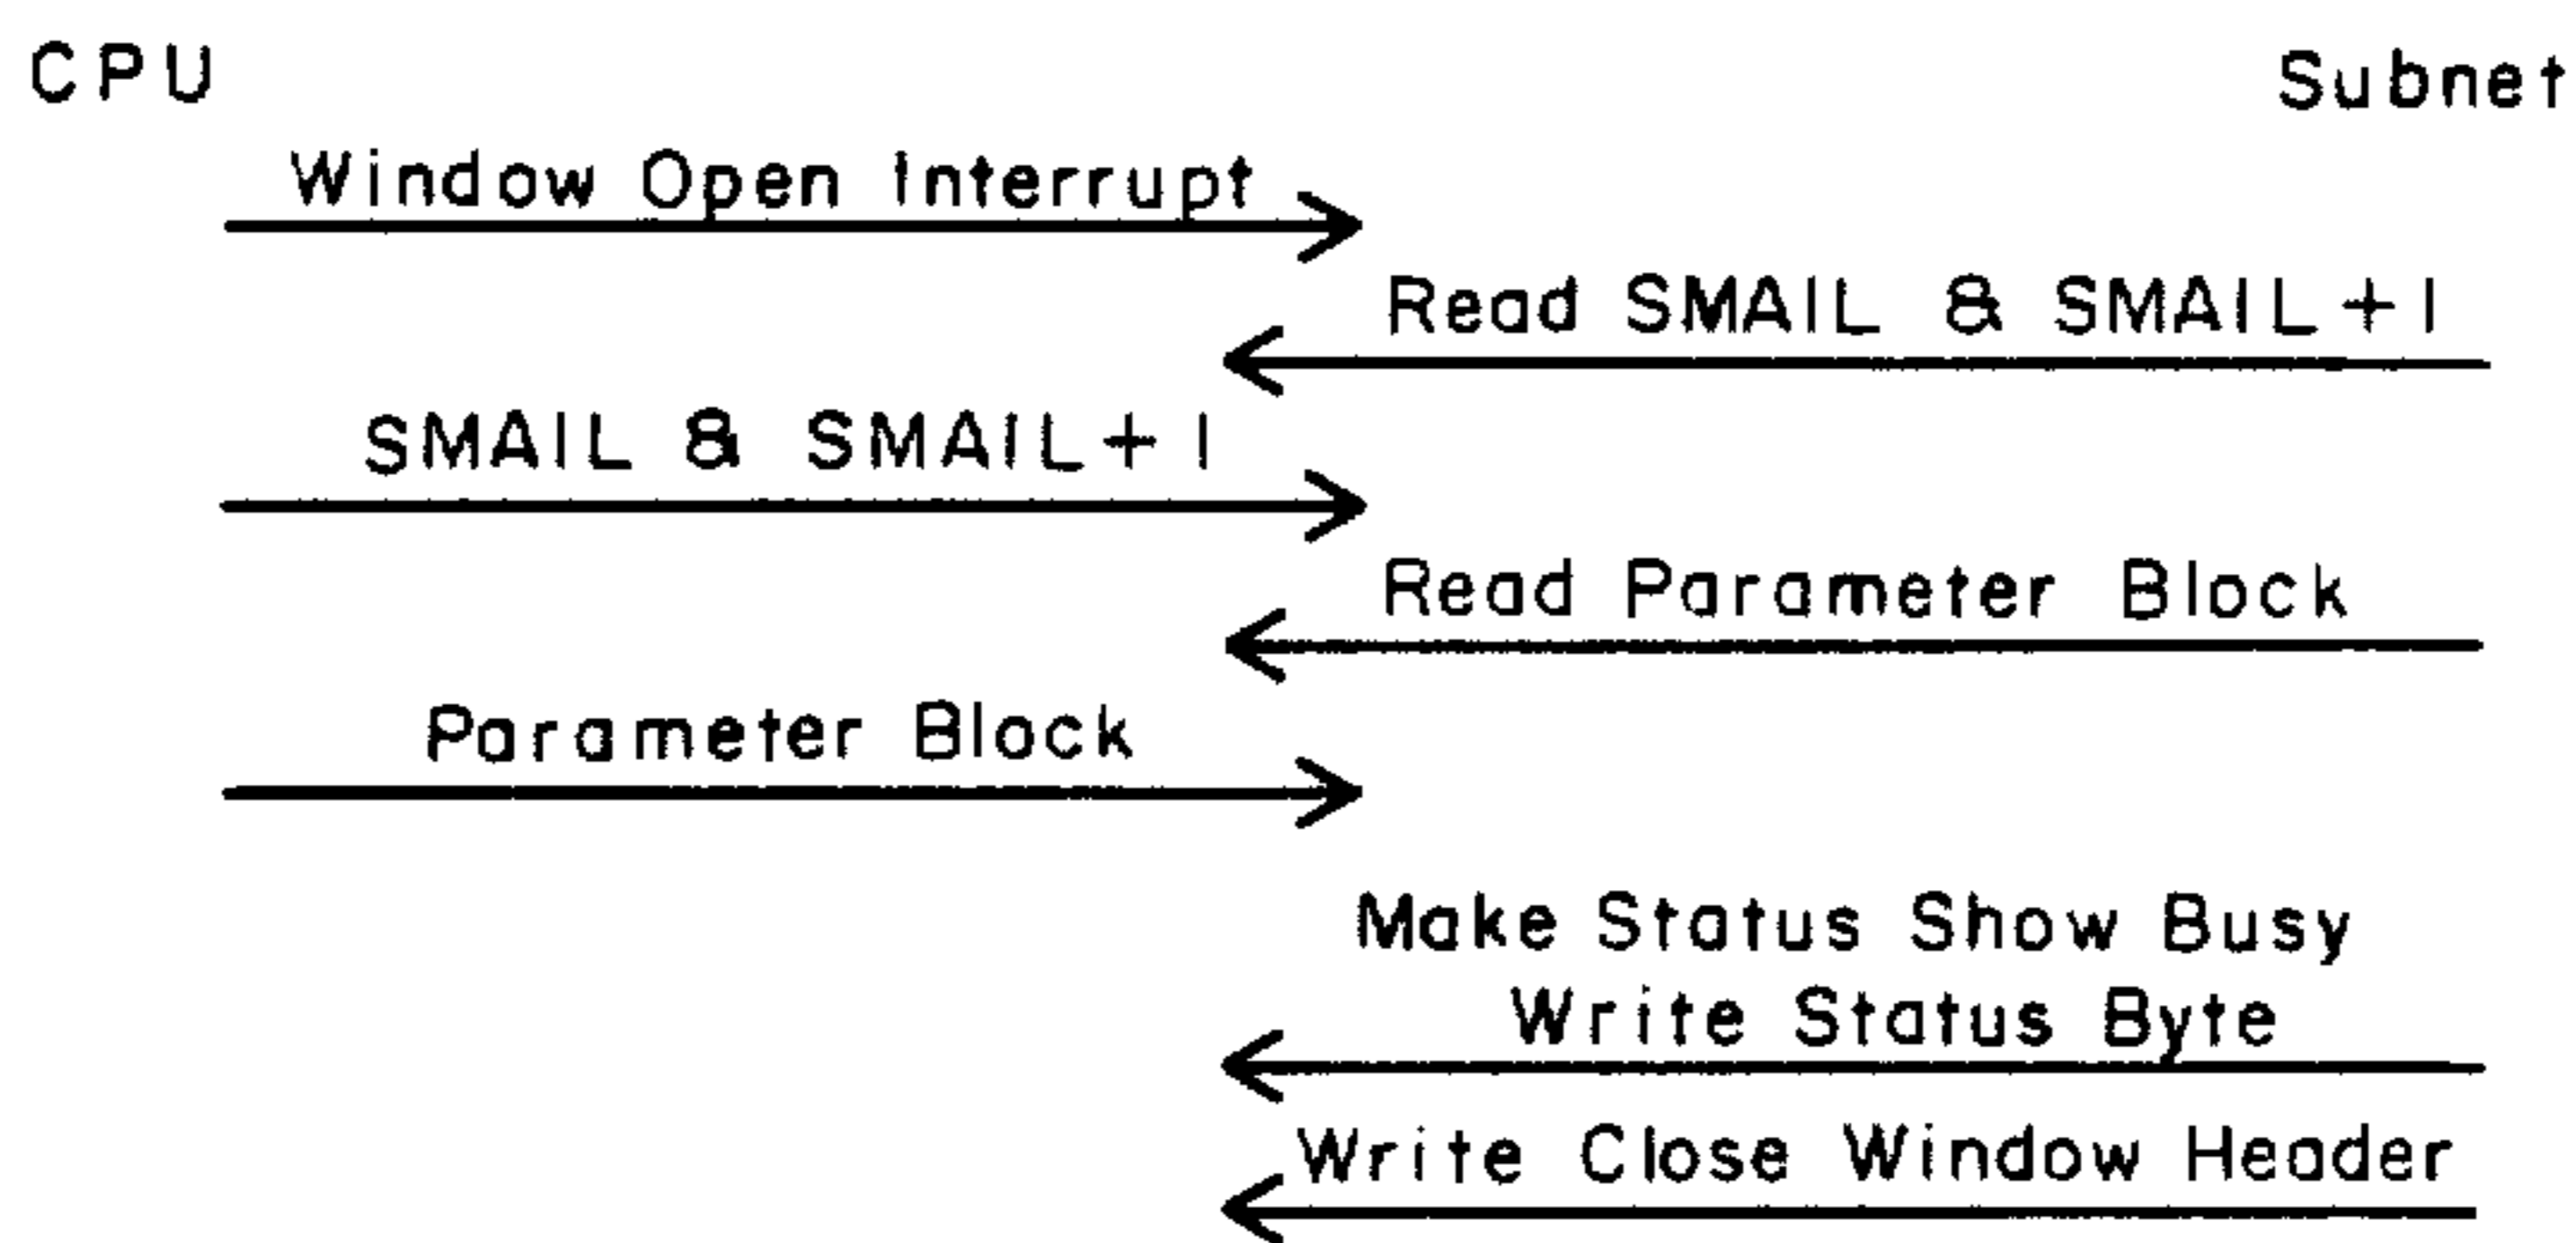 CPU
Subnet
Window Open Interrupt
Read SMAIL & SMAIL+1
SMAIL & SMAIL+1
Read Parameter Block
Parameter Block
Make Status Show Busy
Write Status Byte
Write Close Window Header